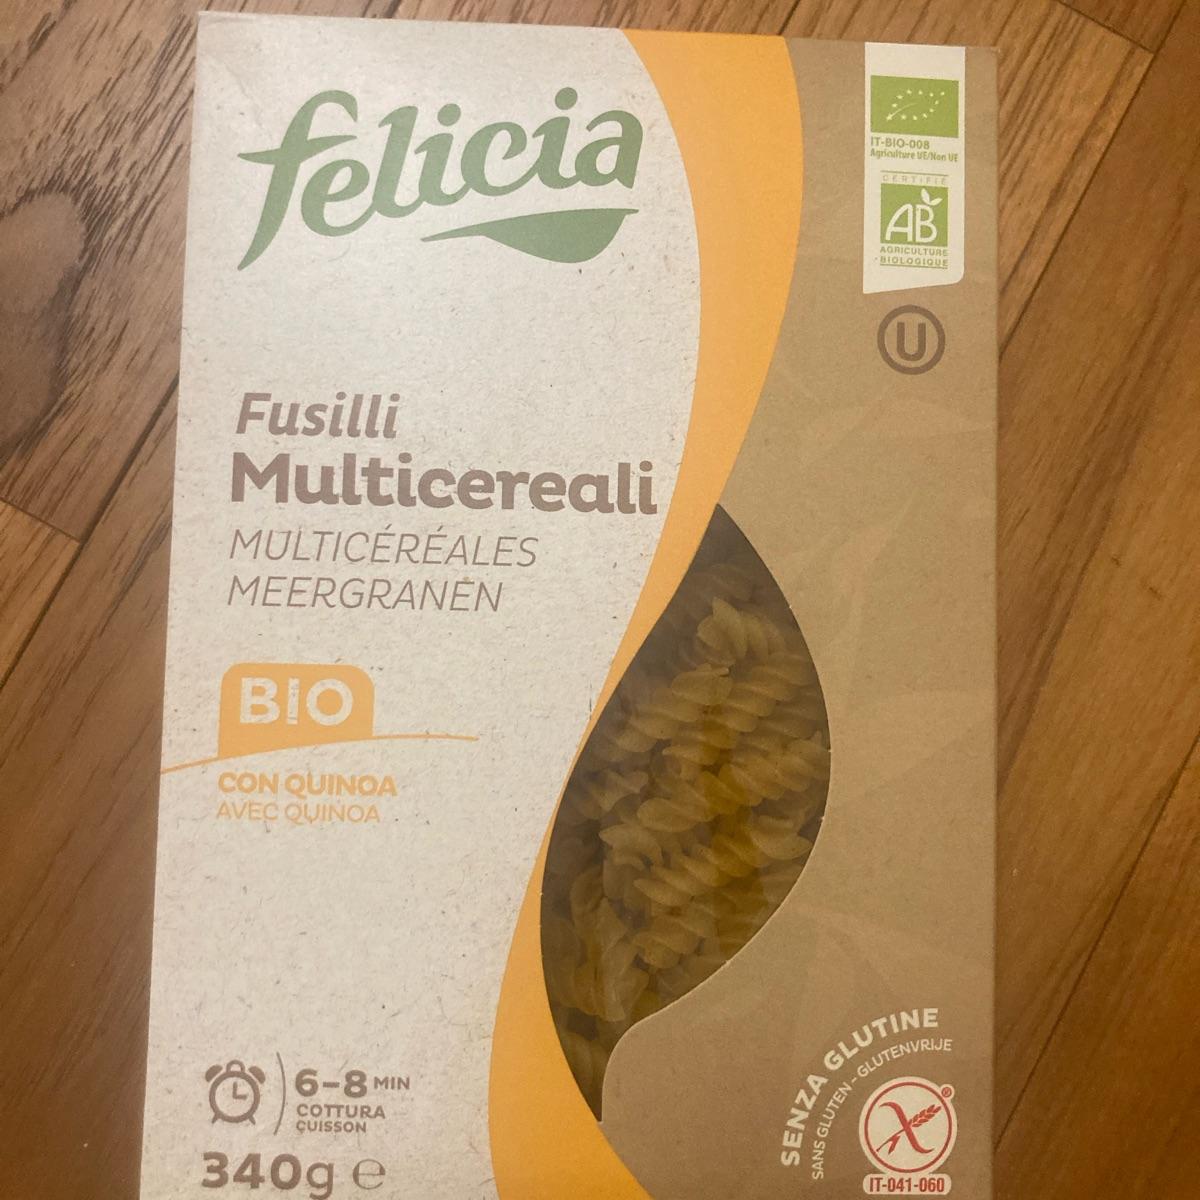 felicia
IT-BIO-008
Agriculture UE/Non UE
CERTIFIÉ
AB
AGRICULTURE
BIOLOGIQUE
U
Fusilli
Multicereali
MULTICÉRÉALES
MEERGRANEN
BIO
CON QUINOA
AVEC QUINOA
6-8 MIN
COTTURA
CUISSON
340g e
SENZA GLUTINE
SANS GLUTEN - GLUTENVRIJE
®
IT-041-060